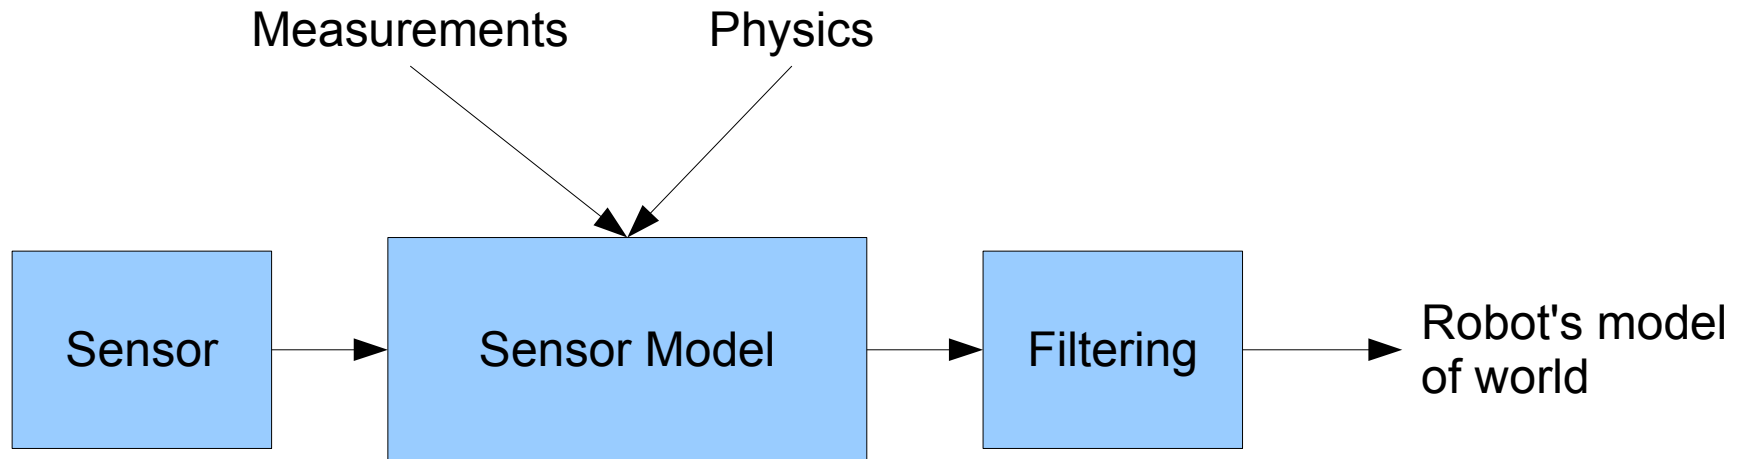 Measurements
Physics
Sensor
Sensor Model
Filtering
Robot's model
of world